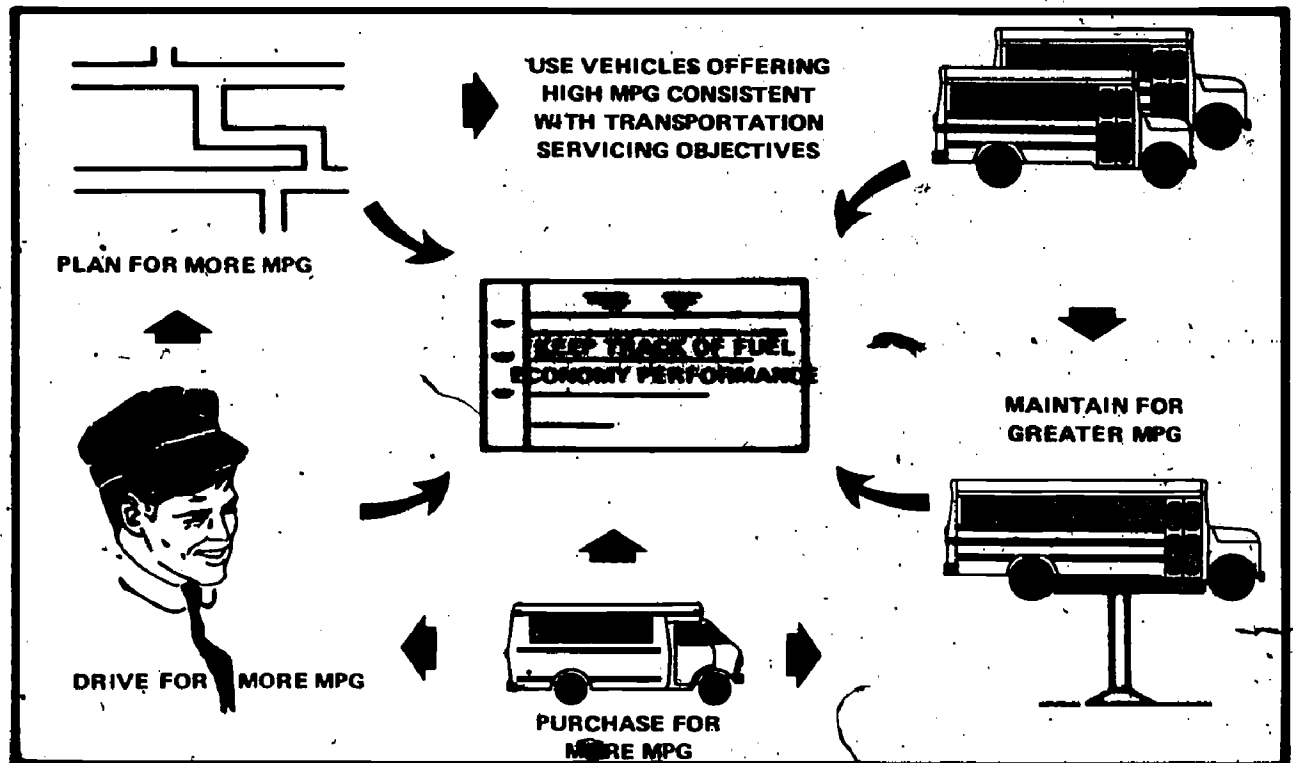 USE VEHICLES OFFERING
HIGH MPG CONSISTENT
WITH TRANSPORTATION
SERVICING OBJECTIVES
PLAN FOR MORE MPG
KEEP TRACK OF FUEL
ECONOMY PERFORMANCE
MAINTAIN FOR
GREATER MPG
DRIVE FOR MORE MPG
PURCHASE FOR
MORE MPG